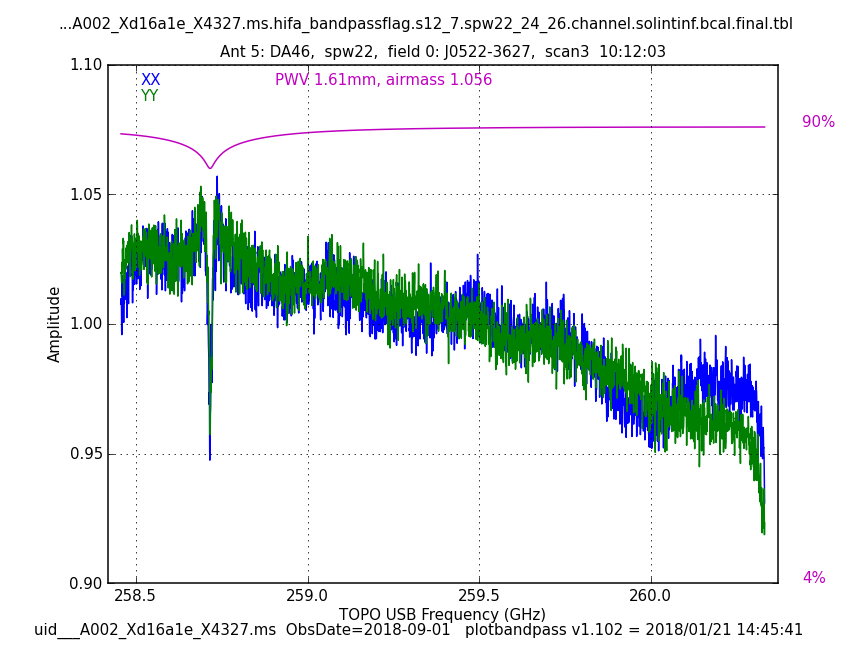 ...A002_Xd16a1e_X4327.ms.hifa_bandpassflag.s12_7.spw22_24_26.channel.solintinf.bcal.final.tbl
Ant 5: DA46,  spw22,  field 0: J0522-3627,  scan3  10:12:03
1.10
XX
PWV 1.61mm, airmass 1.056
YY
90%
1.05
1.00
Amplitude
0.95
0.90
4%
258.5
259.0
259.5
260.0
TOPO USB Frequency (GHz)
uid___A002_Xd16a1e_X4327.ms  ObsDate=2018-09-01   plotbandpass v1.102 = 2018/01/21 14:45:41